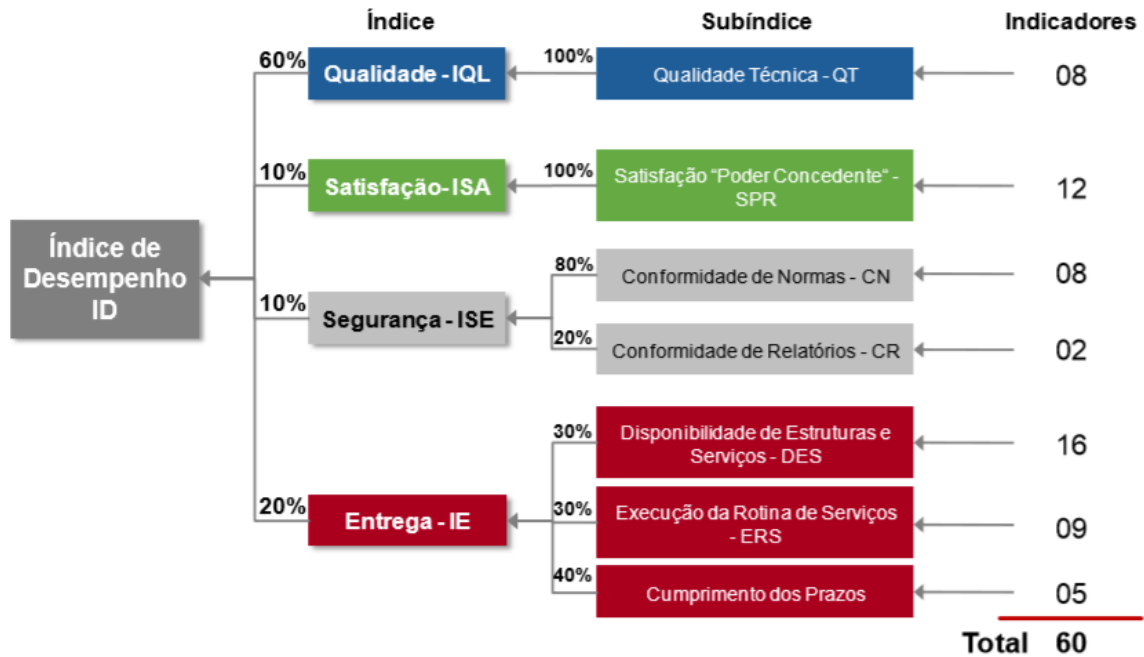 Índice
Subíndice
Indicadores
60%
Qualidade - IQL
100%
Qualidade Técnica - QT
08
10%
Satisfação- ISA
100%
Satisfação "Poder Concedente" -
SPR
12
Índice de
Desempenho
ID
10%
Segurança - ISE
80%
Conformidade de Normas - CN
08
20%
Conformidade de Relatórios - CR
02
20%
Entrega - IE
30%
Disponibilidade de Estruturas e
Serviços - DES
16
30%
Execução da Rotina de Serviços
- ERS
09
40%
Cumprimento dos Prazos
05
Total 60